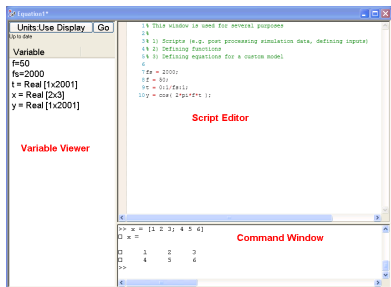 Equation1*
Units:Use Display Go
Up to date
Variable
f=50
fs=2000
t = Real [1x2001]
x = Real [2x3]
y = Real [1x2001]
Variable Viewer
1% This window is used for several purposes
2%
3% 1) Scripts (e.g. post processing simulation data, defining inputs)
4% 2) Defining functions
5% 3) Defining equations for a custom model
6
7fs = 2000;
8f = 50;
9t = 0:1/fs:1;
10y = cos( 2*pi*f*t );
Script Editor
>> x = [1 2 3; 4 5 6]
x =
1 2 3
4 5 6
>>
Command Window